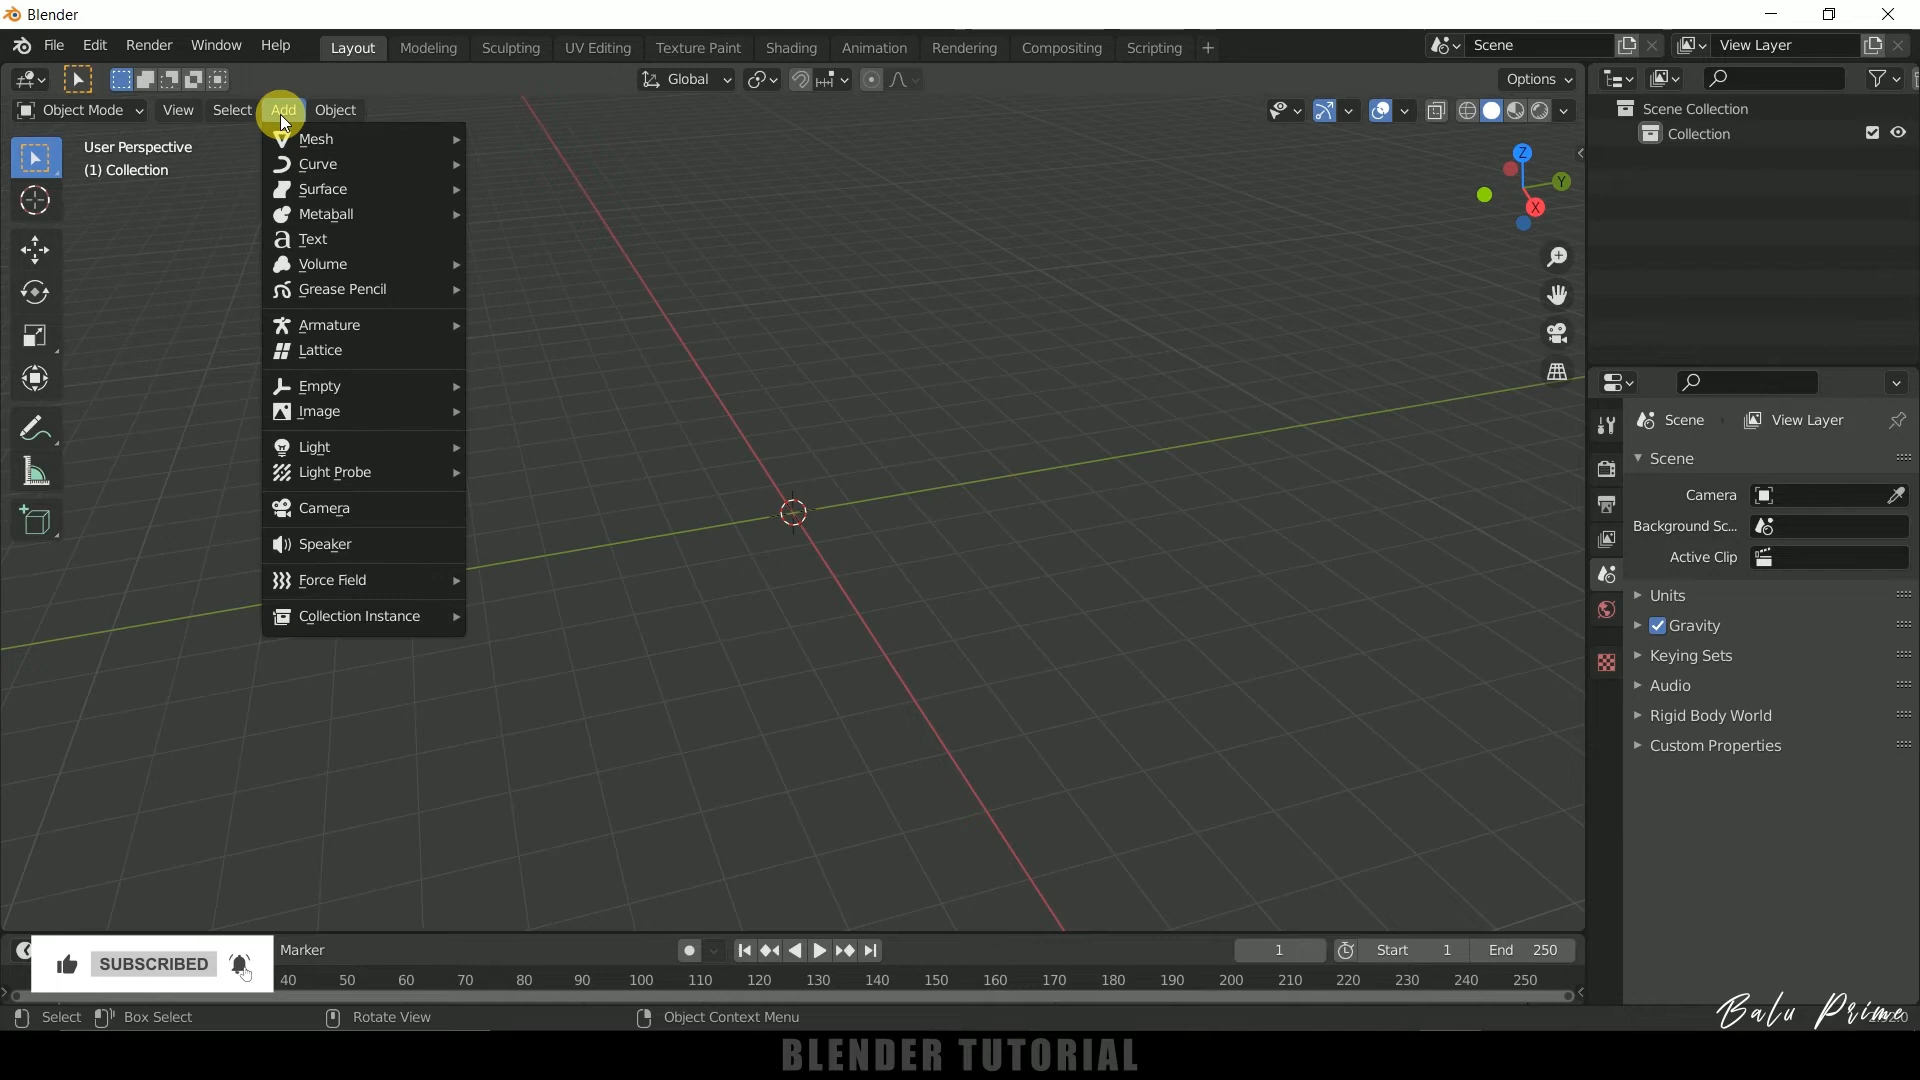 Blender
File Edit Render Window Help Layout Modeling Sculpting UV Editing Texture Paint Shading Animation Rendering Compositing Scripting + Scene View Layer
Global Options
Object Mode View Select Add Object
User Perspective
(1) Collection
Mesh
Curve
Surface
Metaball
Text
Volume
Grease Pencil
Armature
Lattice
Empty
Image
Light
Light Probe
Camera
Speaker
Force Field
Collection Instance
Z
Y
X
Scene Collection
Collection
Scene View Layer
Scene
Camera
Background Sc...
Active Clip
Units
Gravity
Keying Sets
Audio
Rigid Body World
Custom Properties
SUBSCRIBED
Marker 1 Start 1 End 250
40 50 60 70 80 90 100 110 120 130 140 150 160 170 180 190 200 210 220 230 240 250
Select Box Select Rotate View Object Context Menu
Balu Prime
BLENDER TUTORIAL